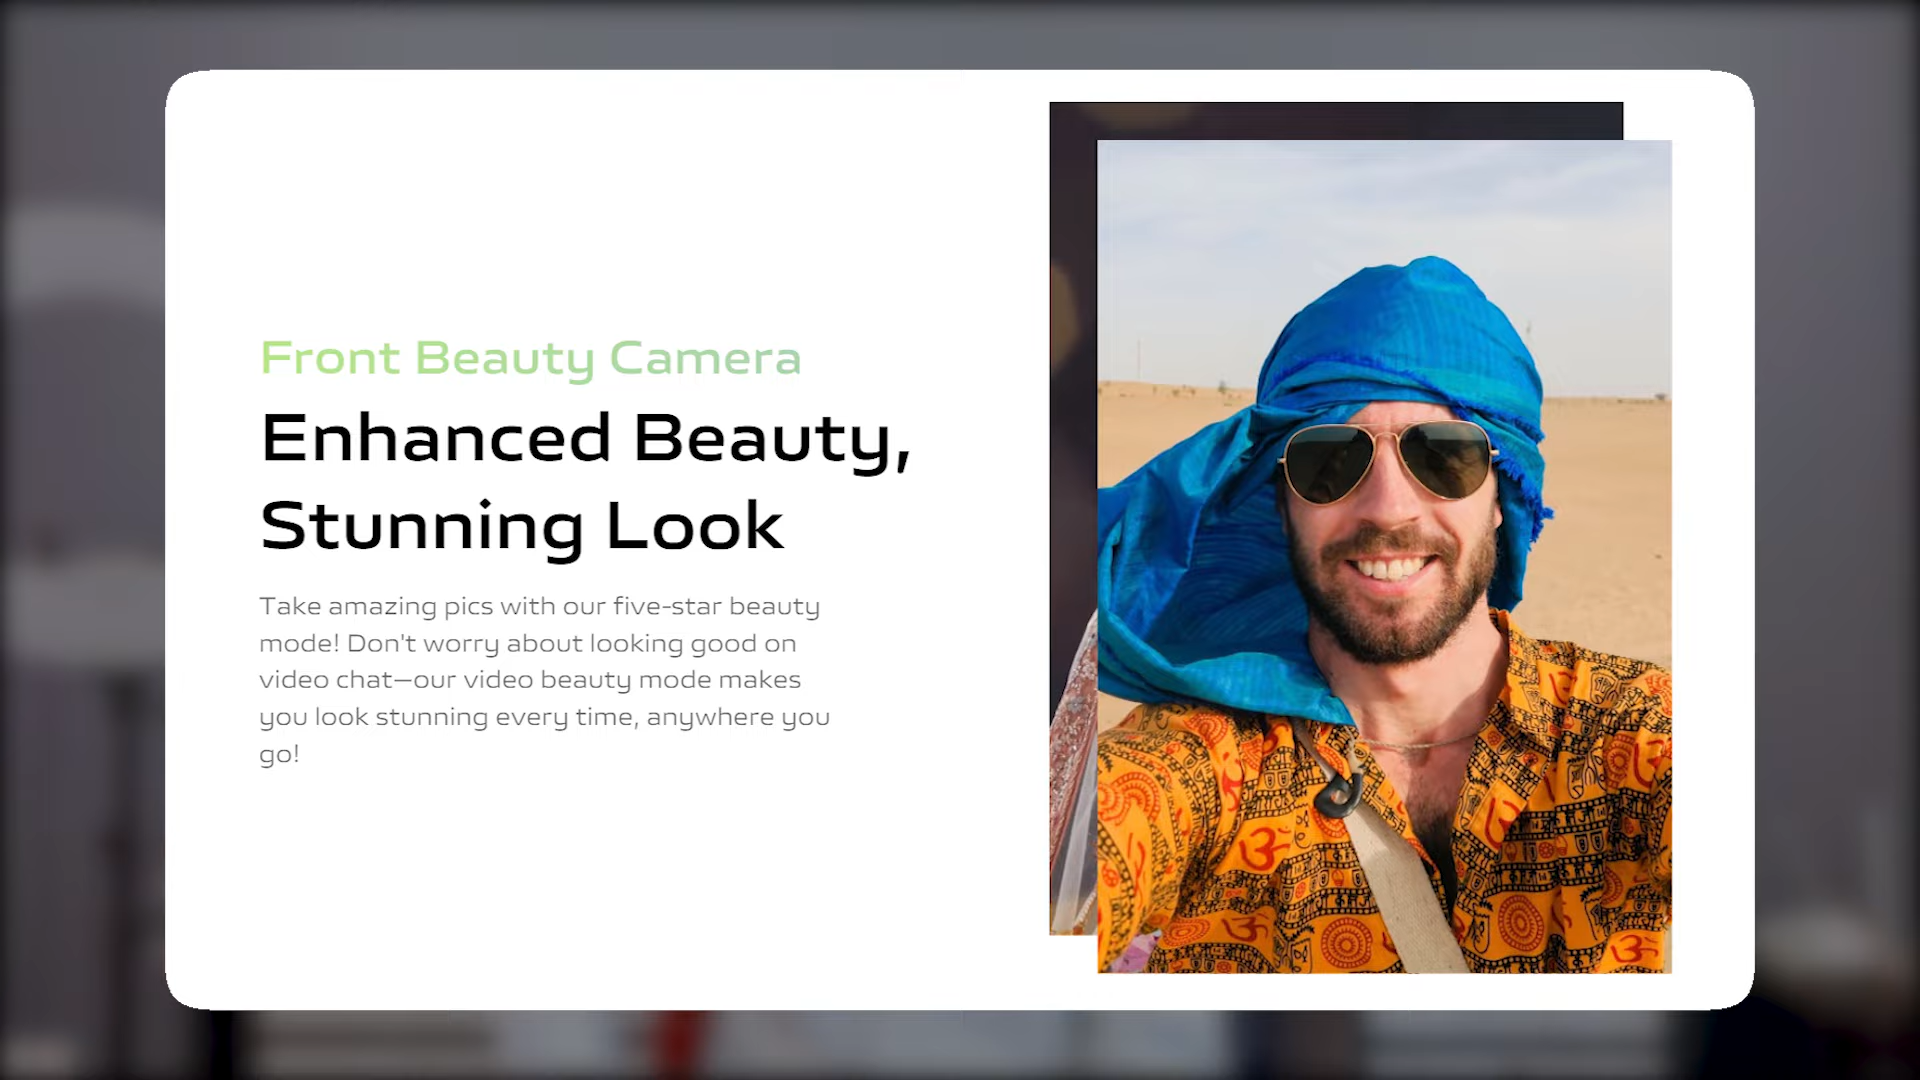 Front Beauty Camera
Enhanced Beauty,
Stunning Look
Take amazing pics with our five-star beauty
mode! Don't worry about looking good on
video chat—our video beauty mode makes
you look stunning every time, anywhere you
go!